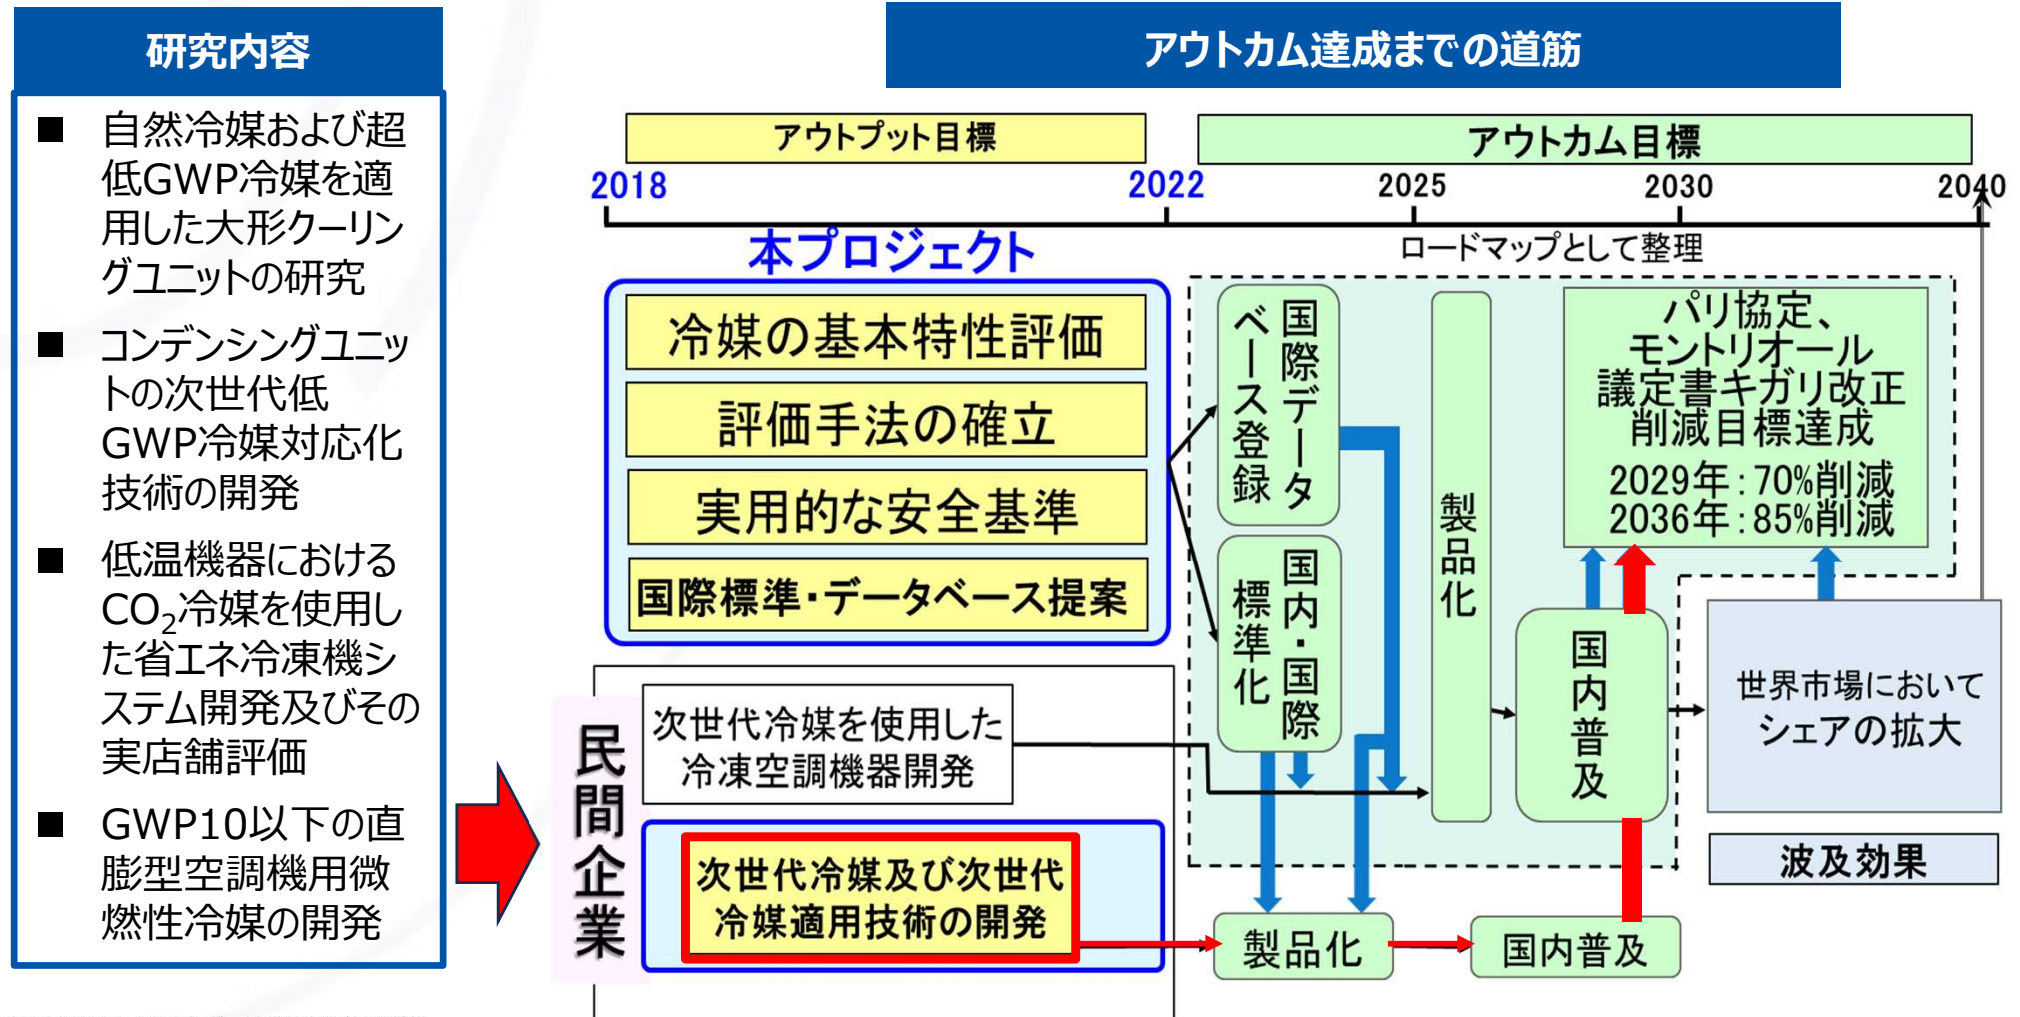 研究内容
■ 自然冷媒および超
低GWP冷媒を適
用した大形クーリン
グユニットの研究
■ コンデンシングユニッ
トの次世代低
GWP冷媒対応化
技術の開発
■ 低温機器における
CO₂冷媒を使用し
た省エネ冷凍機シ
ステム開発及びその
実店舗評価
■ GWP10以下の直
膨型空調機用微
燃性冷媒の開発
アウトカム達成までの道筋
アウトプット目標
アウトカム目標
2018
2022
2025
2030
2040
本プロジェクト
ロードマップとして整理
冷媒の基本特性評価
評価手法の確立
実用的な安全基準
国際標準・データベース提案
国際データ
ベース登録
国内・国際
標準化
製品化
パリ協定、
モントリオール
議定書キガリ改正
削減目標達成
2029年：70%削減
2036年：85%削減
国内普及
世界市場において
シェアの拡大
波及効果
民間企業
次世代冷媒を使用した
冷凍空調機器開発
次世代冷媒及び次世代
冷媒適用技術の開発
製品化
国内普及